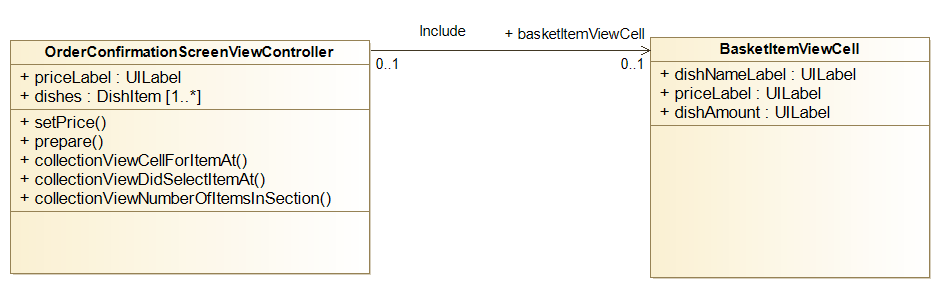 Include
+ basketItemViewCell
0..1
0..1
OrderConfirmationScreenViewController
+ priceLabel : UILabel
+ dishes : DishItem [1..*]
+ setPrice()
+ prepare()
+ collectionViewCellForItemAt()
+ collectionViewDidSelectItemAt()
+ collectionViewNumberOfItemsInSection()
BasketItemViewCell
+ dishNameLabel : UILabel
+ priceLabel : UILabel
+ dishAmount : UILabel